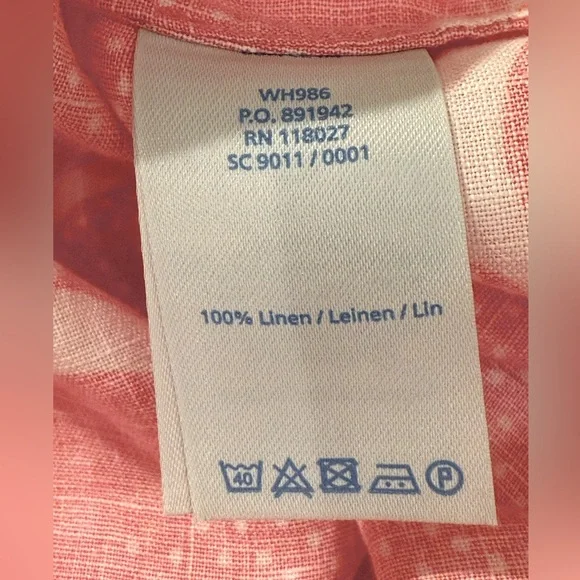 WH986
P.O. 891942
RN 118027
SC 9011 / 0001
100% Linen / Leinen / Lin
40
P